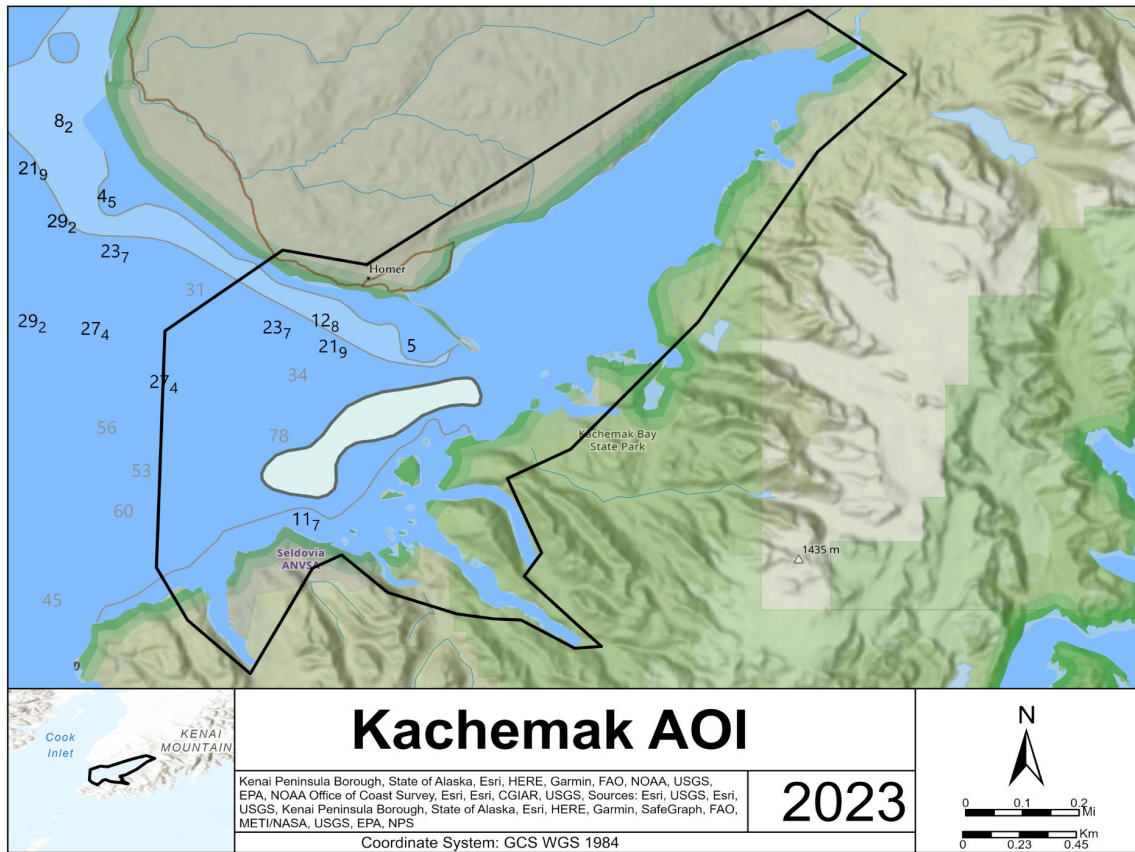 8₂
21₉
4₅
29₂
23₇
Homer
31
29₂
27₄
23₇
12₈
21₉
5
34
27₄
56
78
Kachemak Bay
State Park
53
60
11₇
Seldovia
ANVSA
1435 m
45
Cook
Inlet
KENAI
MOUNTAIN
Kachemak AOI
Kenai Peninsula Borough, State of Alaska, Esri, HERE, Garmin, FAO, NOAA, USGS,
EPA, NOAA Office of Coast Survey, Esri, Esri, CGIAR, USGS, Sources: Esri, USGS, Esri,
USGS, Kenai Peninsula Borough, State of Alaska, Esri, HERE, Garmin, SafeGraph, FAO,
METI/NASA, USGS, EPA, NPS
2023
Coordinate System: GCS WGS 1984
N
0 0.1 0.2
Mi
Km
0 0.23 0.45